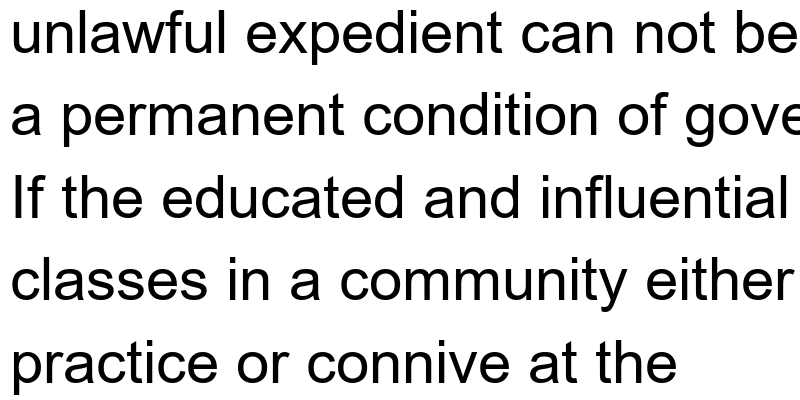 unlawful expedient can not be
a permanent condition of gove
If the educated and influential
classes in a community either
practice or connive at the